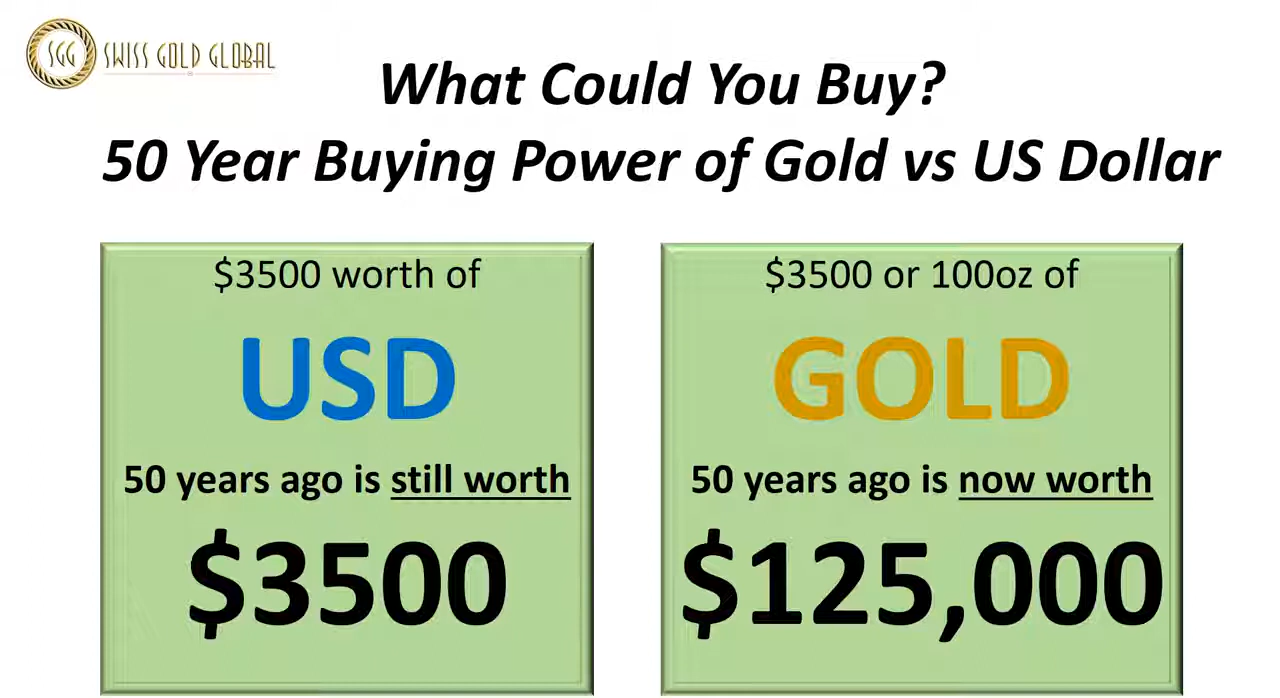 SGG SWISS GOLD GLOBAL
What Could You Buy?
50 Year Buying Power of Gold vs US Dollar
$3500 worth of
USD
50 years ago is still worth
$3500
$3500 or 100oz of
GOLD
50 years ago is now worth
$125,000